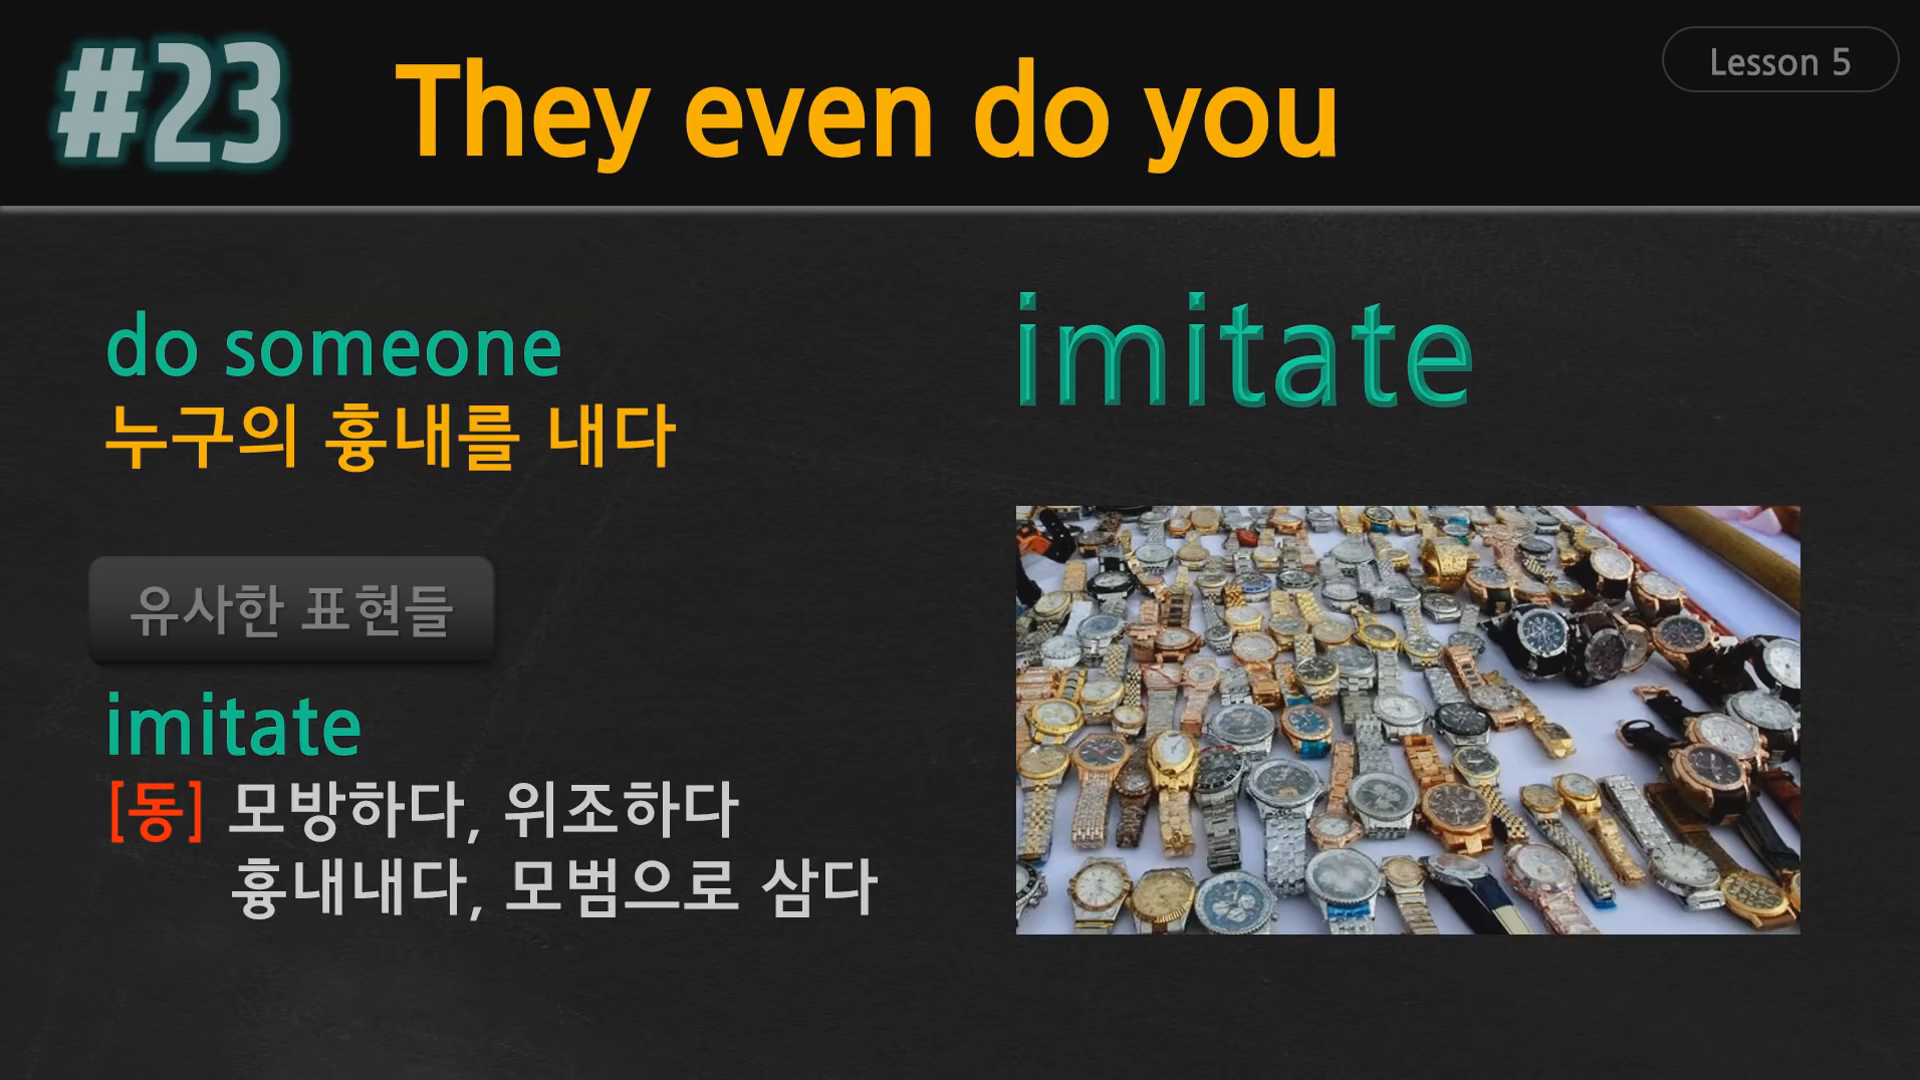 #23
They even do you
Lesson 5
do someone
누구의 흉내를 내다
유사한 표현들
imitate
[동] 모방하다, 위조하다
흉내내다, 모범으로 삼다
imitate